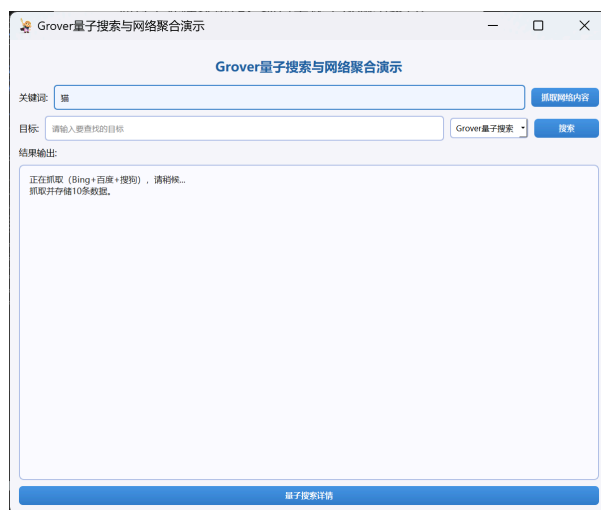 Grover量子搜索与网络聚合演示
Grover量子搜索与网络聚合演示
关键词: 猫 抓取网络内容
目标: 请输入要查找的目标 Grover量子搜索 搜索
结果输出:
正在抓取（Bing+百度+搜狗），请稍候...
抓取并存储10条数据。
量子搜索详情